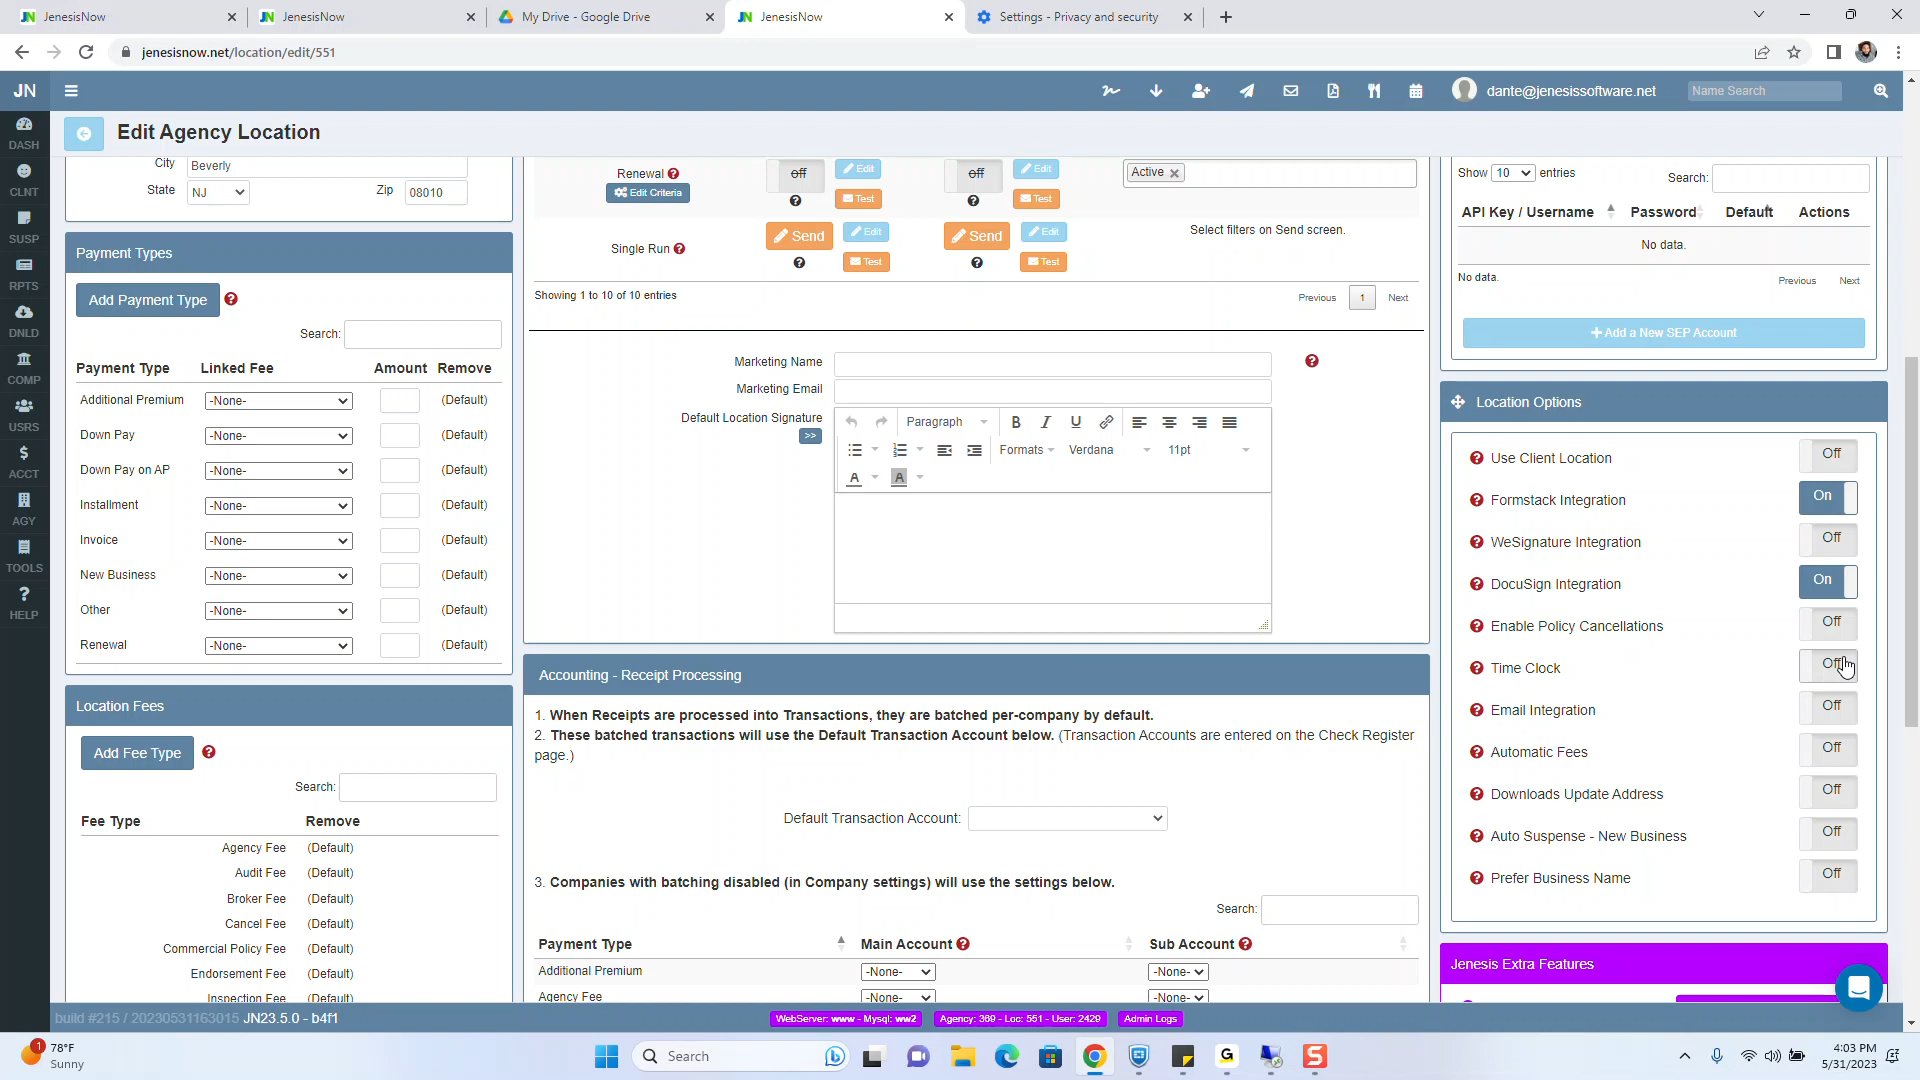 JenesisNow
JenesisNow
My Drive - Google Drive
JenesisNow
Settings - Privacy and security
jenesisnow.net/location/edit/551
JN
dante@jenesissoftware.net
Name Search
Edit Agency Location
DASH
CLNT
SUSP
RPTS
DNLD
COMP
USRS
ACCT
AGY
TOOLS
HELP
City Beverly
State NJ Zip 08010
Payment Types
Add Payment Type
Search:
Payment Type Linked Fee Amount Remove
Additional Premium -None- (Default)
Down Pay -None- (Default)
Down Pay on AP -None- (Default)
Installment -None- (Default)
Invoice -None- (Default)
New Business -None- (Default)
Other -None- (Default)
Renewal -None- (Default)
Location Fees
Add Fee Type
Search:
Fee Type Remove
Agency Fee (Default)
Audit Fee (Default)
Broker Fee (Default)
Cancel Fee (Default)
Commercial Policy Fee (Default)
Endorsement Fee (Default)
Inspection Fee (Default)
Renewal off Edit off Edit Active
Edit Criteria Test Test
Single Run Send Edit Send Edit Select filters on Send screen.
Test Test
Showing 1 to 10 of 10 entries Previous 1 Next
Marketing Name
Marketing Email
Default Location Signature
>>
Paragraph B I U
Formats Verdana 11pt
A A
Accounting - Receipt Processing
1. When Receipts are processed into Transactions, they are batched per-company by default.
2. These batched transactions will use the Default Transaction Account below. (Transaction Accounts are entered on the Check Register
page.)
Default Transaction Account:
3. Companies with batching disabled (in Company settings) will use the settings below.
Search:
Payment Type Main Account Sub Account
Additional Premium -None- -None-
Agency Fee -None- -None-
Show 10 entries Search:
API Key / Username Password Default Actions
No data.
No data. Previous Next
+ Add a New SEP Account
Location Options
Use Client Location Off
Formstack Integration On
WeSignature Integration Off
DocuSign Integration On
Enable Policy Cancellations Off
Time Clock Off
Email Integration Off
Automatic Fees Off
Downloads Update Address Off
Auto Suspense - New Business Off
Prefer Business Name Off
Jenesis Extra Features
build #215 / 20230531163015 JN23.5.0 - b4f1
WebServer: www - Mysql: ww2 Agency: 369 - Loc: 551 - User: 2429 Admin Logs
1
78°F
Sunny
Search
4:03 PM
5/31/2023